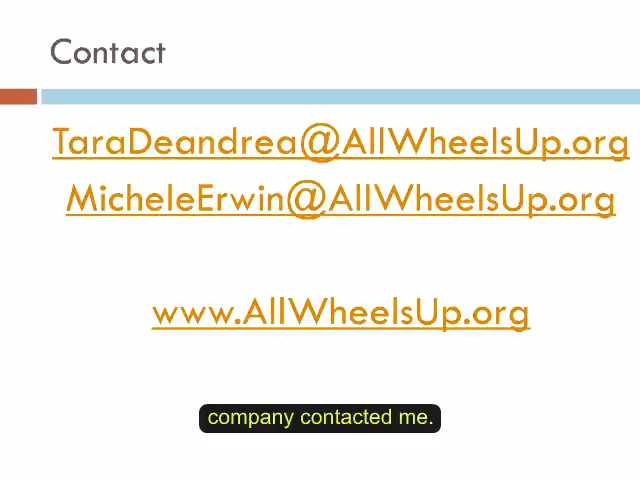 Contact
TaraDeandrea@AllWheelsUp.org
MicheleErwin@AllWheelsUp.org
www.AllWheelsUp.org
company contacted me.